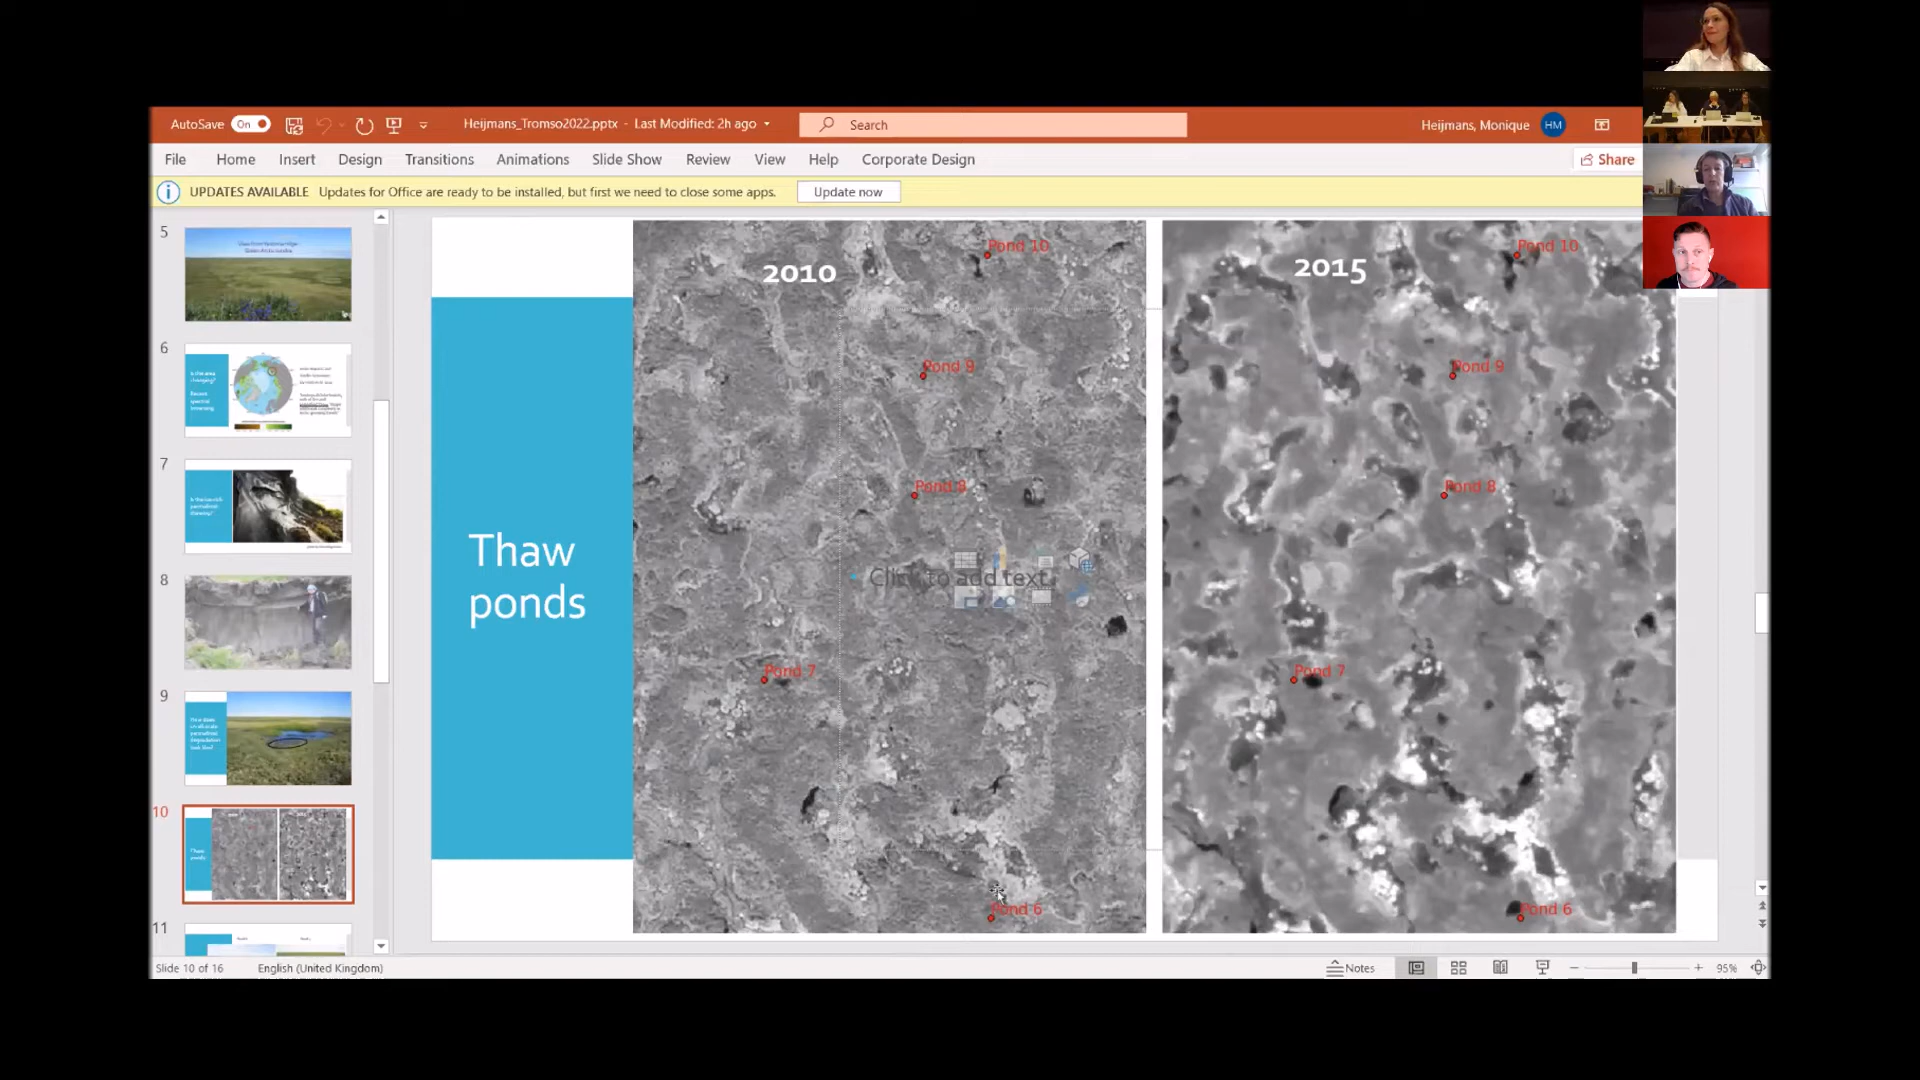 AutoSave On Heijmans_Tromso2022.pptx - Last Modified: 2h ago Search Heijmans, Monique HM
File Home Insert Design Transitions Animations Slide Show Review View Help Corporate Design Share
UPDATES AVAILABLE Updates for Office are ready to be installed, but first we need to close some apps. Update now
5
6
7
8
9
10
11
Thaw
ponds
2010
Pond 10
Pond 9
Pond 8
Click to add text
Pond 7
Pond 6
2015
Pond 10
Pond 9
Pond 8
Pond 7
Pond 6
Slide 10 of 16 English (United Kingdom) Notes 95%